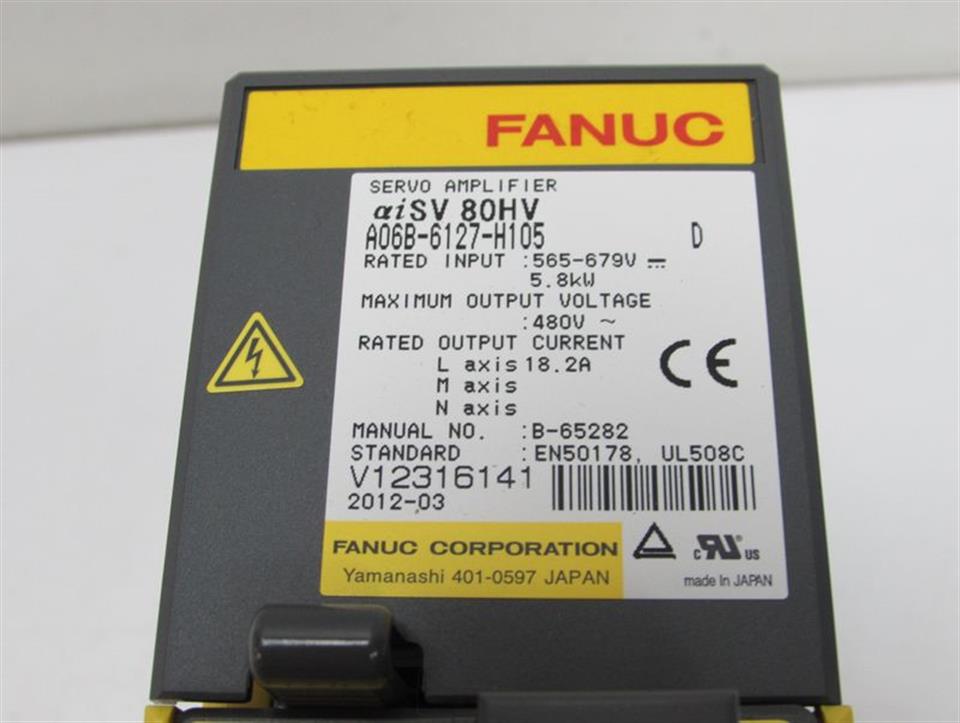 FANUC
SERVO AMPLIFIER
αiSV 80HV
A06B-6127-H105 D
RATED INPUT :565-679V ⎓
5.8kW
MAXIMUM OUTPUT VOLTAGE
:480V ~
RATED OUTPUT CURRENT
L axis 18.2A
M axis
N axis
CE
MANUAL NO. :B-65282
STANDARD :EN50178, UL508C
V12316141
2012-03
FANUC CORPORATION
Yamanashi 401-0597 JAPAN
c RU US
made in JAPAN